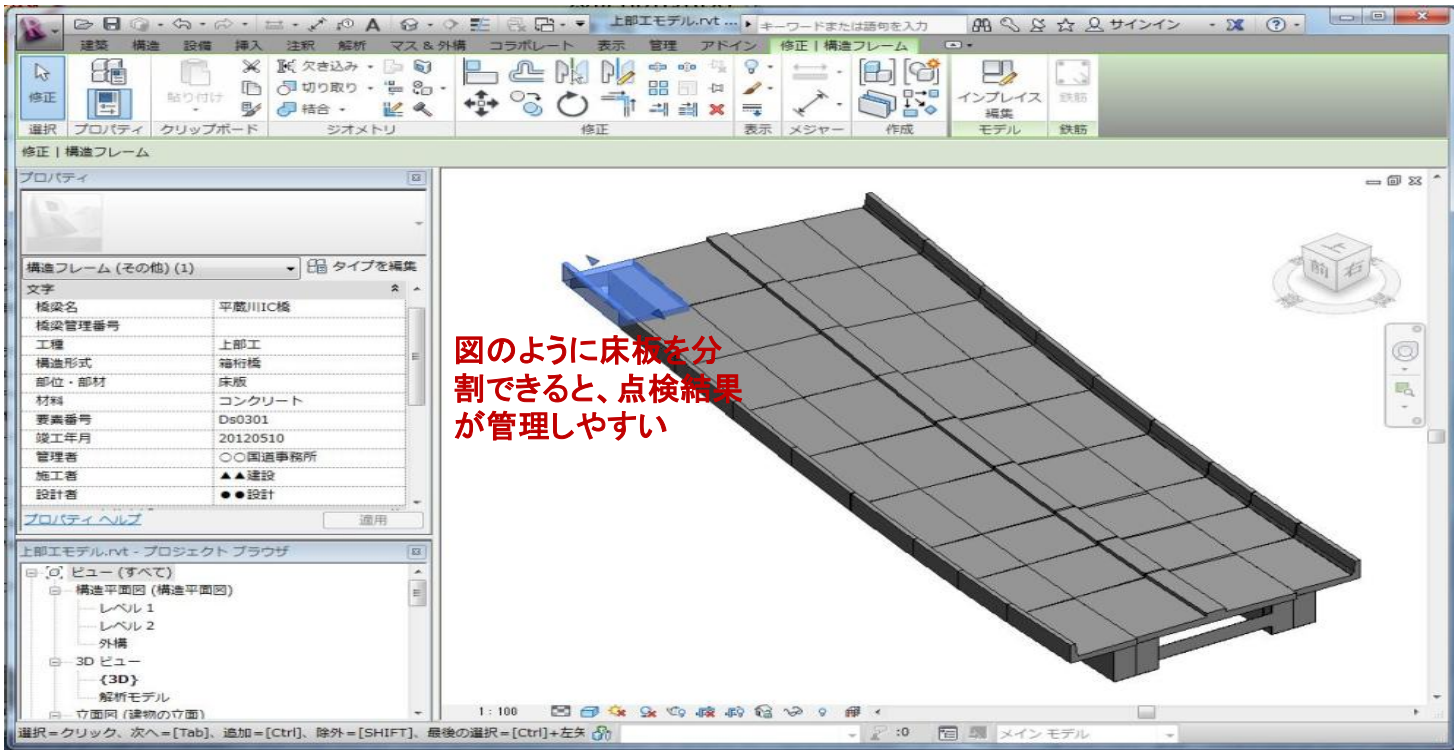 上部工モデル.rvt ...
キーワードまたは語句を入力
サインイン
建築 構造 設備 挿入 注釈 解析 マス & 外構 コラボレート 表示 管理 アドイン 修正 | 構造フレーム
修正
貼り付け
欠き込み
切り取り
結合
インプレイス
編集
鉄筋
選択 プロパティ クリップボード ジオメトリ 修正 表示 メジャー 作成 モデル 鉄筋
修正 | 構造フレーム
プロパティ
構造フレーム (その他) (1) タイプを編集
文字
橋梁名 平蔵川IC橋
橋梁管理番号
工種 上部工
構造形式 箱桁橋
部位・部材 床版
材料 コンクリート
要素番号 Ds0301
竣工年月 20120510
管理者 〇〇国道事務所
施工者 ▲▲建設
設計者 ●●設計
プロパティ ヘルプ 適用
上部工モデル.rvt - プロジェクト ブラウザ
ビュー (すべて)
構造平面図 (構造平面図)
レベル 1
レベル 2
外構
3D ビュー
{3D}
解析モデル
立面図 (建物の立面)
図のように床板を分
割できると、点検結果
が管理しやすい
上
前 右
1 : 100
選択=クリック、次へ=[Tab]、追加=[Ctrl]、除外=[SHIFT]、最後の選択=[Ctrl]+左矢
:0
メイン モデル